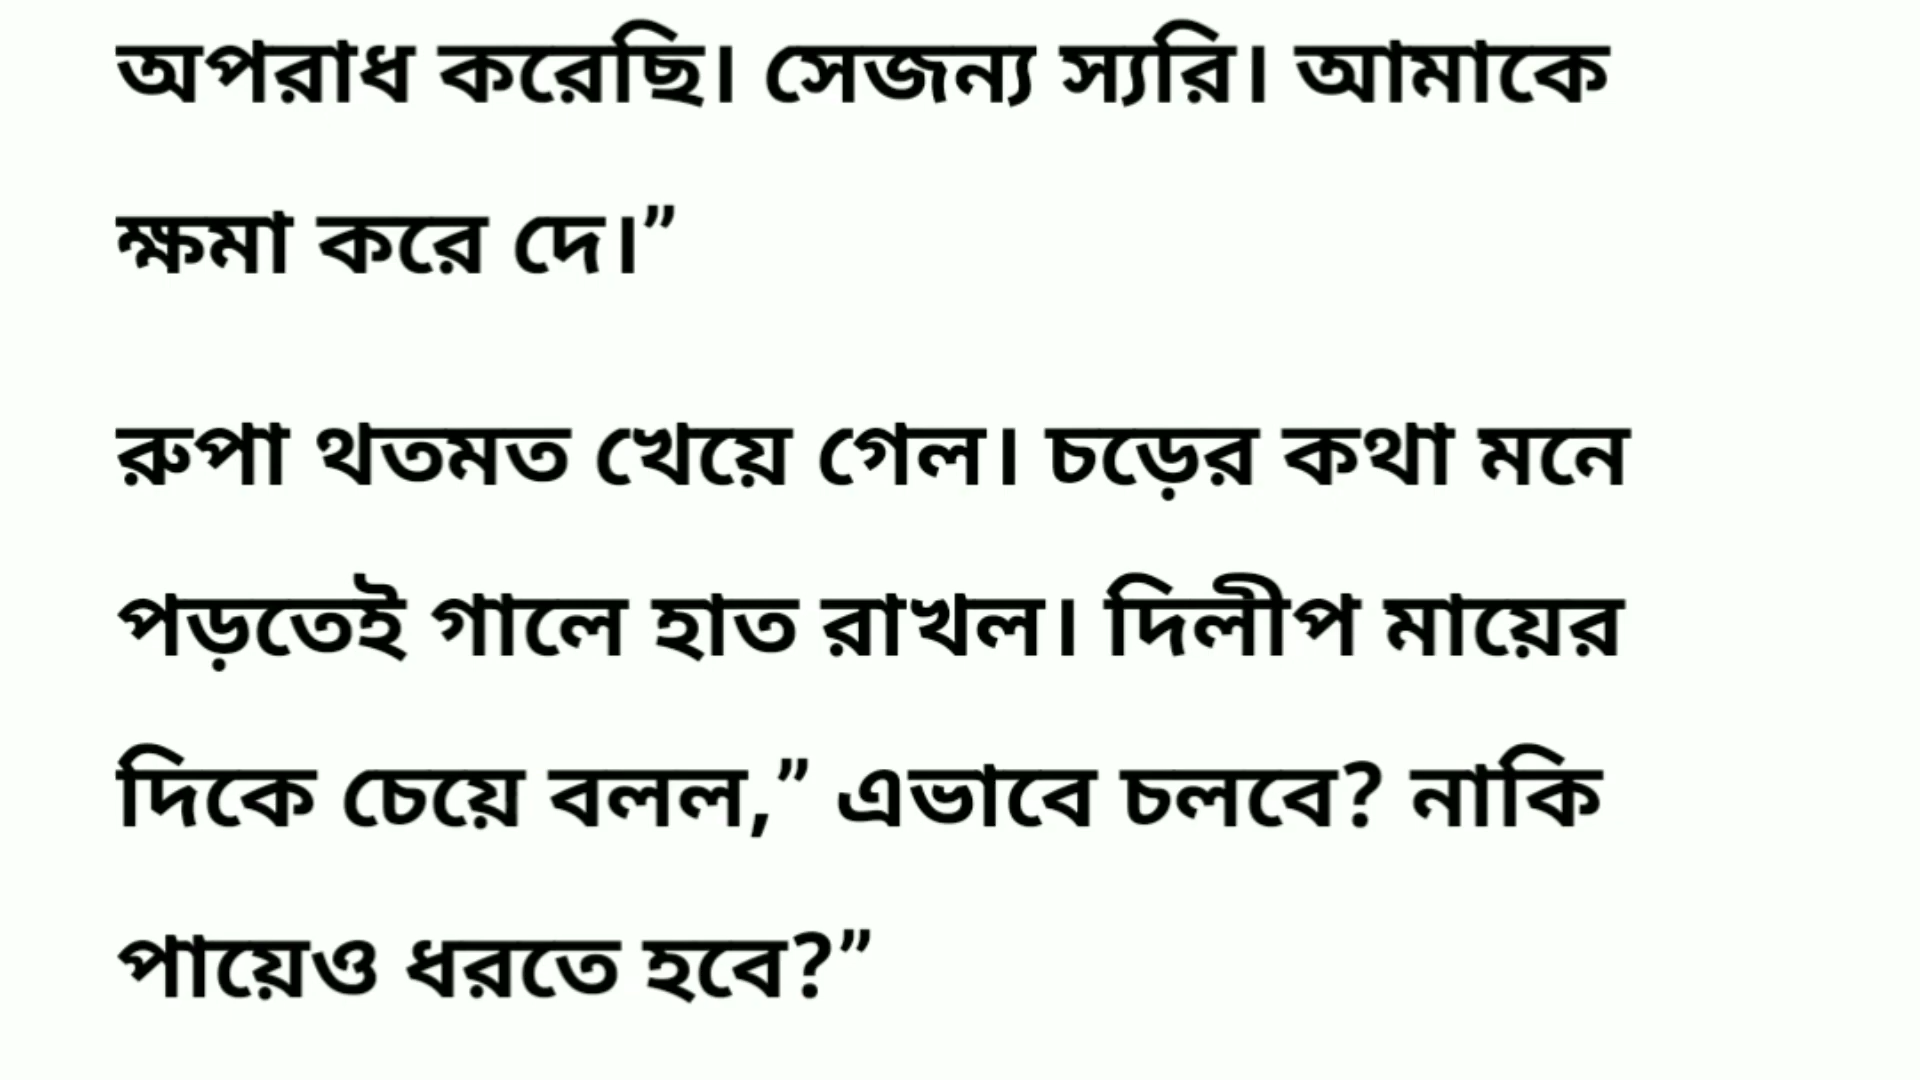 অপরাধ করেছি। সেজন্য স্যরি। আমাকে
ক্ষমা করে দে।”
রুপা থতমত খেয়ে গেল। চড়ের কথা মনে
পড়তেই গালে হাত রাখল। দিলীপ মায়ের
দিকে চেয়ে বলল,” এভাবে চলবে? নাকি
পায়েও ধরতে হবে?”